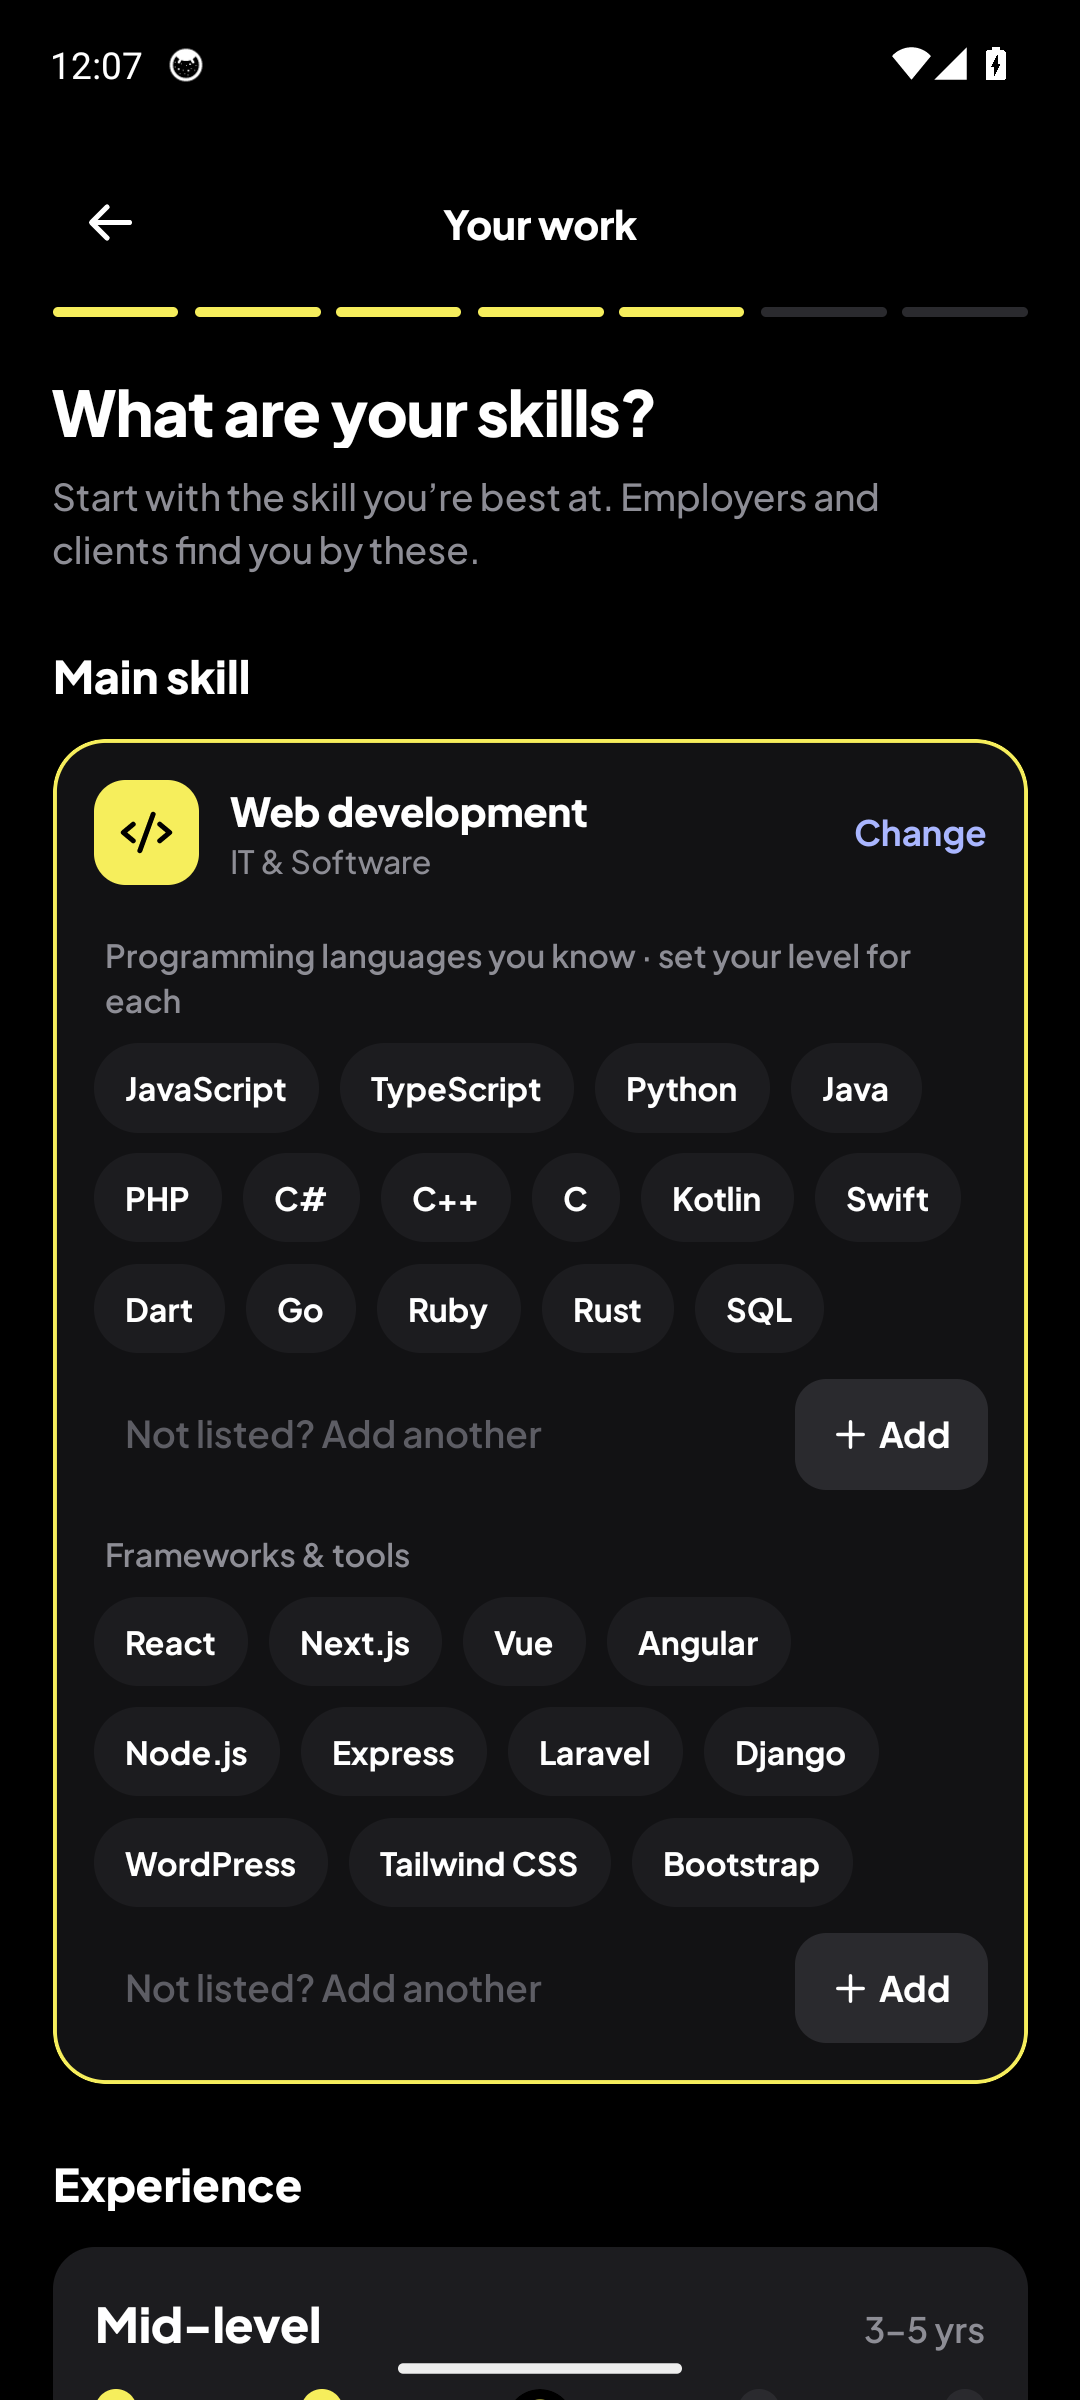 12:07
Your work
What are your skills?
Start with the skill you’re best at. Employers and
clients find you by these.
Main skill
Web development
IT & Software
Change
Programming languages you know · set your level for
each
JavaScript TypeScript Python Java
PHP C# C++ C Kotlin Swift
Dart Go Ruby Rust SQL
Not listed? Add another
+ Add
Frameworks & tools
React Next.js Vue Angular
Node.js Express Laravel Django
WordPress Tailwind CSS Bootstrap
Not listed? Add another
+ Add
Experience
Mid-level
3–5 yrs